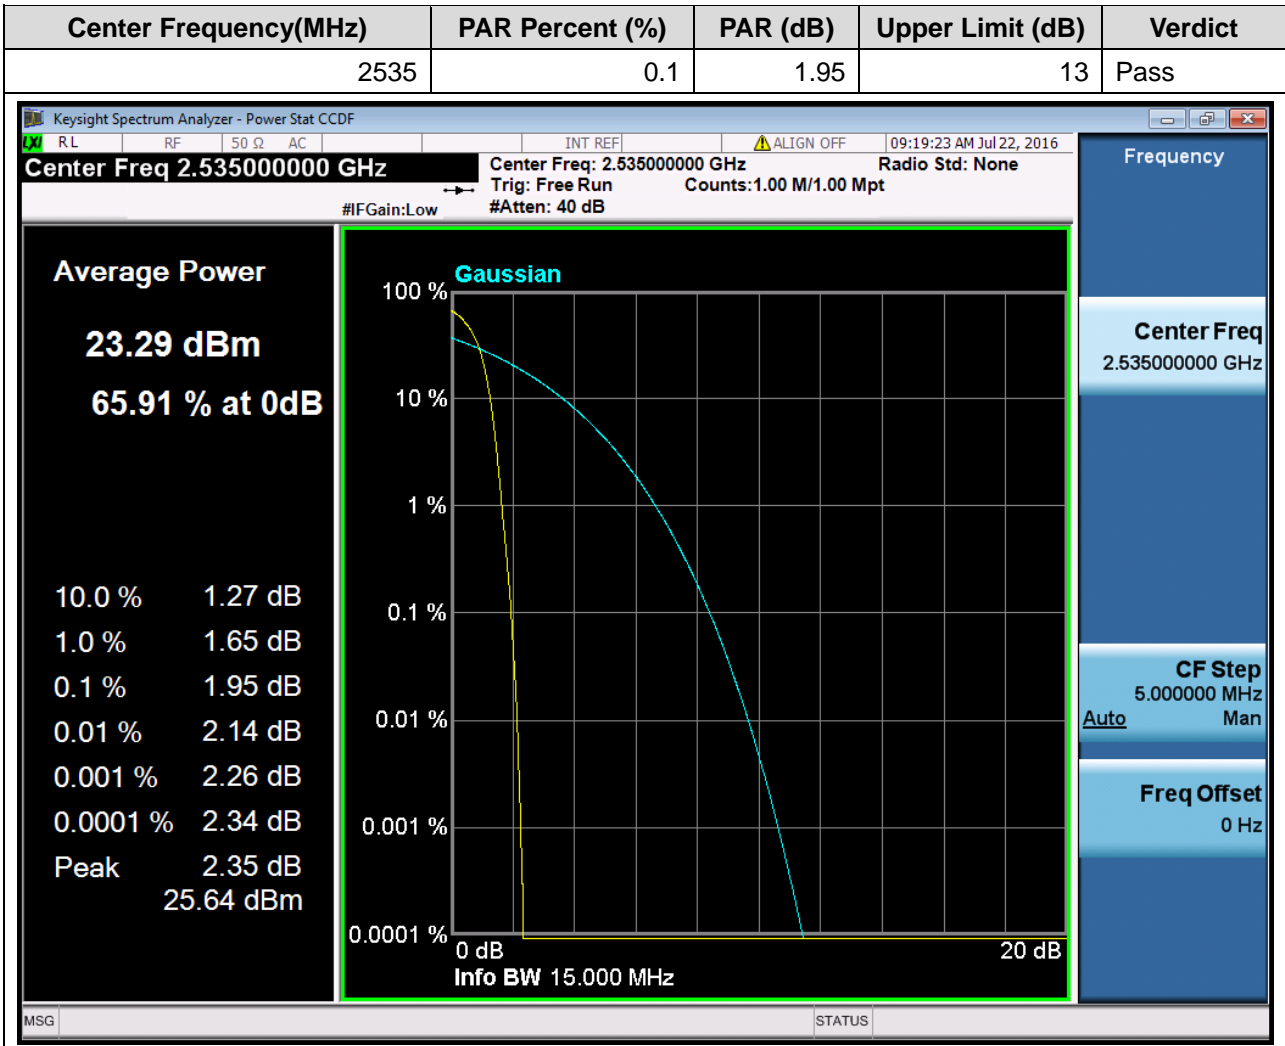 Center Frequency(MHz) PAR Percent (%) PAR (dB) Upper Limit (dB) Verdict
2535 0.1 1.95 13 Pass
Keysight Spectrum Analyzer - Power Stat CCDF
LXI RL RF 50 Ω AC INT REF ALIGN OFF 09:19:23 AM Jul 22, 2016
Center Freq 2.535000000 GHz
Center Freq: 2.535000000 GHz Radio Std: None
Trig: Free Run Counts:1.00 M/1.00 Mpt
#IFGain:Low #Atten: 40 dB
Frequency
Average Power
23.29 dBm
65.91 % at 0dB
10.0 % 1.27 dB
1.0 % 1.65 dB
0.1 % 1.95 dB
0.01 % 2.14 dB
0.001 % 2.26 dB
0.0001 % 2.34 dB
Peak 2.35 dB
25.64 dBm
Gaussian
100 %
10 %
1 %
0.1 %
0.01 %
0.001 %
0.0001 %
0 dB 20 dB
Info BW 15.000 MHz
Center Freq
2.535000000 GHz
CF Step
5.000000 MHz
Auto Man
Freq Offset
0 Hz
MSG STATUS